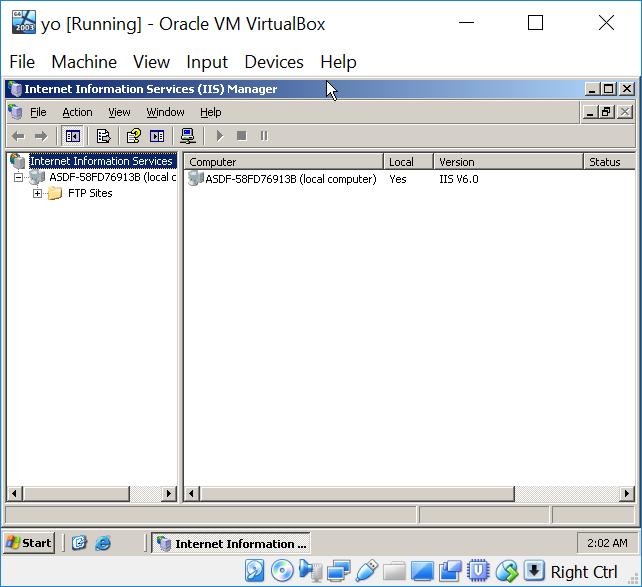 2003 yo [Running] - Oracle VM VirtualBox
File Machine View Input Devices Help
Internet Information Services (IIS) Manager
File Action View Window Help
Internet Information Services
Computer Local Version Status
ASDF-58FD76913B (local c
ASDF-58FD76913B (local computer) Yes IIS V6.0
FTP Sites
Start Internet Information ... 2:02 AM
Right Ctrl